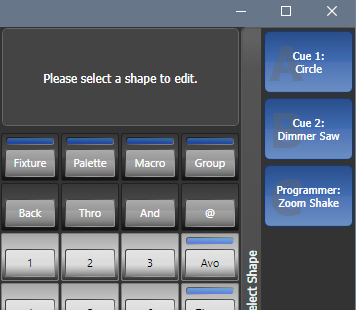 Please select a shape to edit.
Cue 1:
Circle
Cue 2:
Dimmer Saw
Programmer:
Zoom Shake
Fixture
Palette
Macro
Group
Back
Thro
And
@
1
2
3
Avo
elect Shape